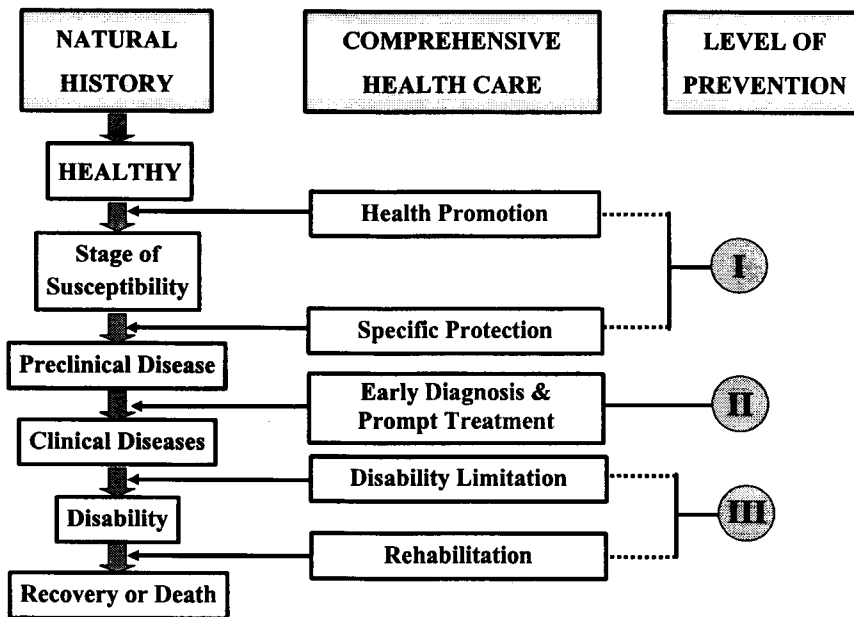 NATURAL
HISTORY
COMPREHENSIVE
HEALTH CARE
LEVEL OF
PREVENTION
HEALTHY
Health Promotion
Stage of
Susceptibility
I
Specific Protection
Preclinical Disease
Early Diagnosis &
Prompt Treatment
II
Clinical Diseases
Disability Limitation
Disability
III
Rehabilitation
Recovery or Death